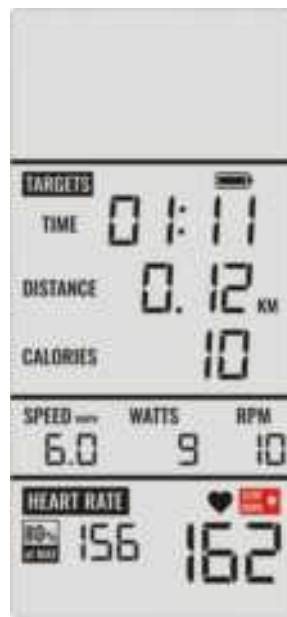 TARGETS
TIME 01:11
DISTANCE 0.12 KM
CALORIES 10
SPEED WATTS RPM
6.0 9 10
HEART RATE
80% 156 162